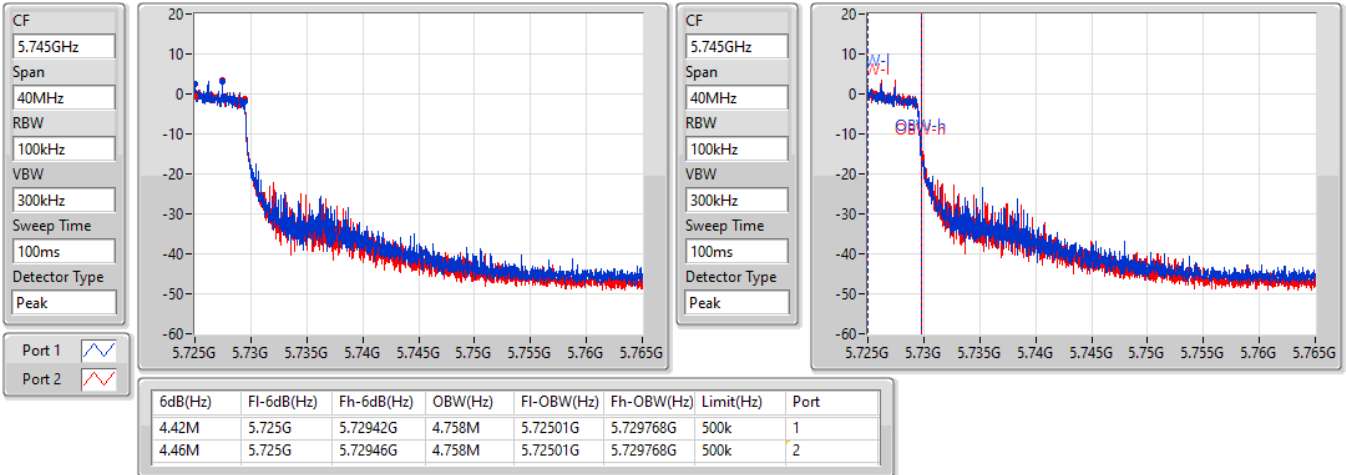 CF
5.745GHz
Span
40MHz
RBW
100kHz
VBW
300kHz
Sweep Time
100ms
Detector Type
Peak
Port 1
Port 2
20
10
0
-10
-20
-30
-40
-50
-60
5.725G 5.73G 5.735G 5.74G 5.745G 5.75G 5.755G 5.76G 5.765G
CF
5.745GHz
Span
40MHz
RBW
100kHz
VBW
300kHz
Sweep Time
100ms
Detector Type
Peak
20
10
0
-10
-20
-30
-40
-50
-60
W-l
W-l
OBW-h
OBW-h
5.725G 5.73G 5.735G 5.74G 5.745G 5.75G 5.755G 5.76G 5.765G
6dB(Hz) Fl-6dB(Hz) Fh-6dB(Hz) OBW(Hz) Fl-OBW(Hz) Fh-OBW(Hz) Limit(Hz) Port
4.42M 5.725G 5.72942G 4.758M 5.72501G 5.729768G 500k 1
4.46M 5.725G 5.72946G 4.758M 5.72501G 5.729768G 500k 2